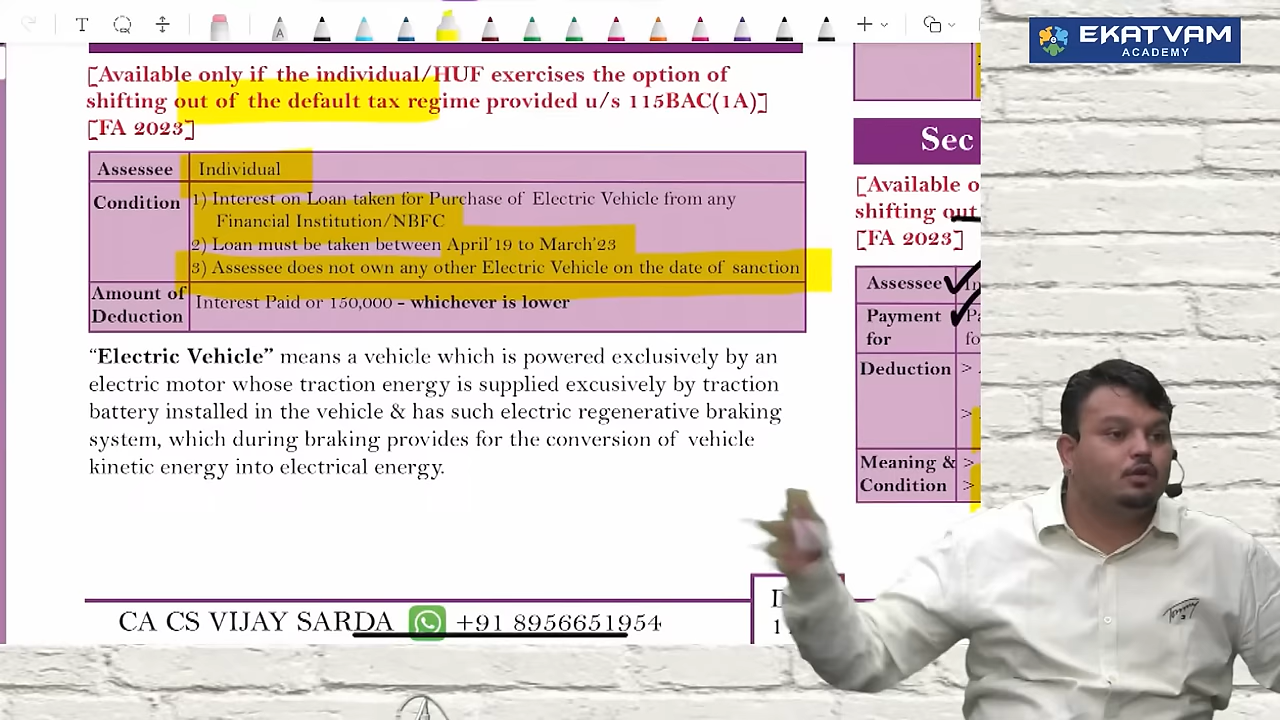 T
EKATVAM
ACADEMY
[Available only if the individual/HUF exercises the option of
shifting out of the default tax regime provided u/s 115BAC(1A)]
[FA 2023]
Assessee Individual
Condition 1) Interest on Loan taken for Purchase of Electric Vehicle from any
Financial Institution/NBFC
2) Loan must be taken between April'19 to March'23
3) Assessee does not own any other Electric Vehicle on the date of sanction
Amount of
Deduction Interest Paid or 150,000 - whichever is lower
“Electric Vehicle” means a vehicle which is powered exclusively by an
electric motor whose traction energy is supplied excusively by traction
battery installed in the vehicle & has such electric regenerative braking
system, which during braking provides for the conversion of vehicle
kinetic energy into electrical energy.
CA CS VIJAY SARDA +91 8956651954
Sec
[Available
shifting out
[FA 2023]
Assessee
Payment
for
Deduction >
>
Meaning & >
Condition >
Tommy